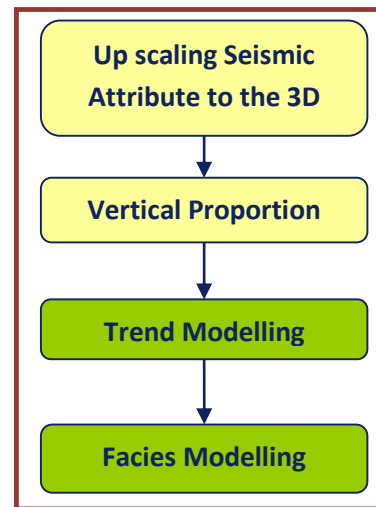 Up scaling Seismic
Attribute to the 3D
Vertical Proportion
Trend Modelling
Facies Modelling